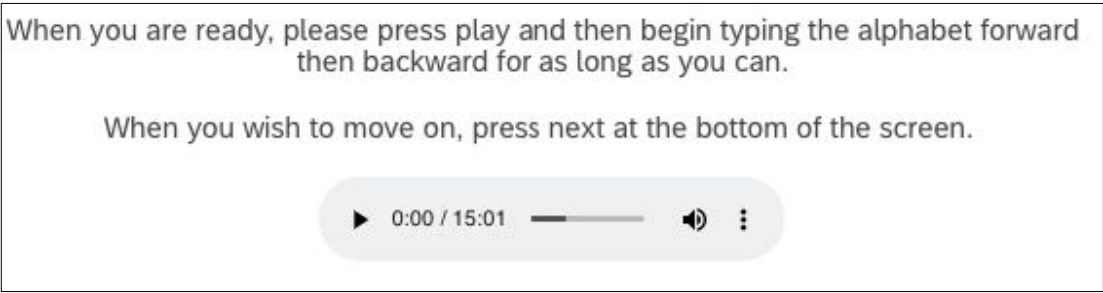 When you are ready, please press play and then begin typing the alphabet forward
then backward for as long as you can.
When you wish to move on, press next at the bottom of the screen.
0:00 / 15:01